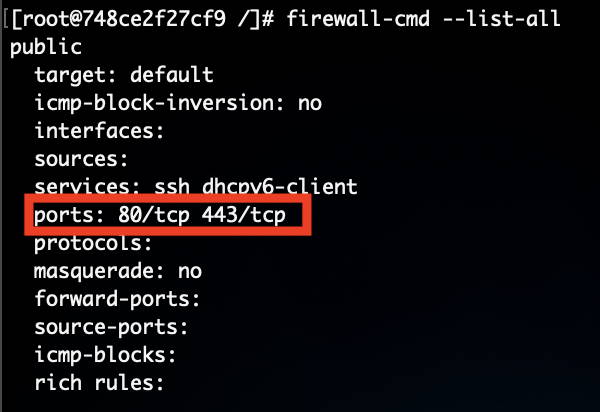 [[root@748ce2f27cf9 /]# firewall-cmd --list-all
public
  target: default
  icmp-block-inversion: no
  interfaces:
  sources:
  services: ssh dhcpv6-client
  ports: 80/tcp 443/tcp
  protocols:
  masquerade: no
  forward-ports:
  source-ports:
  icmp-blocks:
  rich rules: